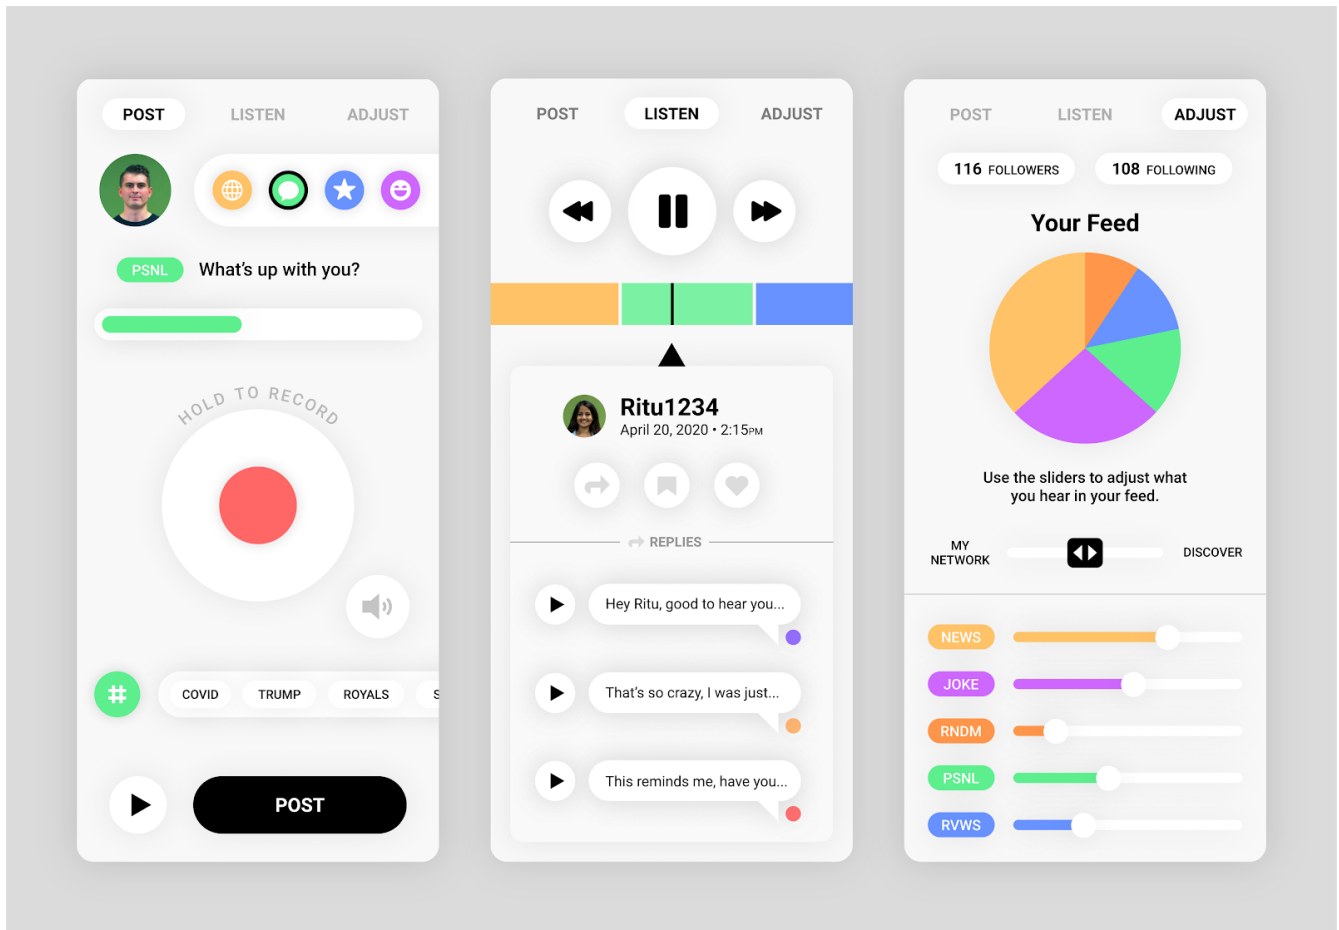 POST
LISTEN
ADJUST
PSNL
What's up with you?
HOLD TO RECORD
#
COVID
TRUMP
ROYALS
S
POST
POST
LISTEN
ADJUST
Ritu1234
April 20, 2020 • 2:15PM
REPLIES
Hey Ritu, good to hear you...
That's so crazy, I was just...
This reminds me, have you...
POST
LISTEN
ADJUST
116 FOLLOWERS
108 FOLLOWING
Your Feed
Use the sliders to adjust what
you hear in your feed.
MY
NETWORK
DISCOVER
NEWS
JOKE
RNDM
PSNL
RVWS